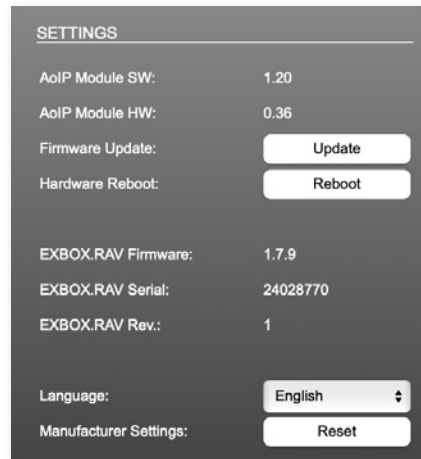 SETTINGS
AoIP Module SW: 1.20
AoIP Module HW: 0.36
Firmware Update: Update
Hardware Reboot: Reboot
EXBOX.RAV Firmware: 1.7.9
EXBOX.RAV Serial: 24028770
EXBOX.RAV Rev.: 1
Language: English
Manufacturer Settings: Reset